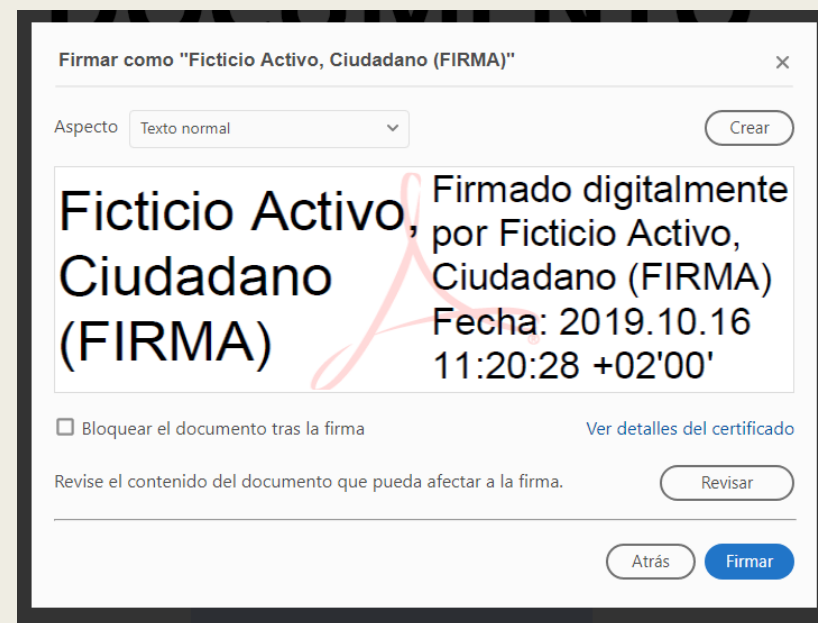 DOCUMENTO
Firmar como "Ficticio Activo, Ciudadano (FIRMA)"
Aspecto Texto normal Crear
Ficticio Activo,
Ciudadano
(FIRMA)
Firmado digitalmente
por Ficticio Activo,
Ciudadano (FIRMA)
Fecha: 2019.10.16
11:20:28 +02'00'
Bloquear el documento tras la firma Ver detalles del certificado
Revise el contenido del documento que pueda afectar a la firma. Revisar
Atrás Firmar